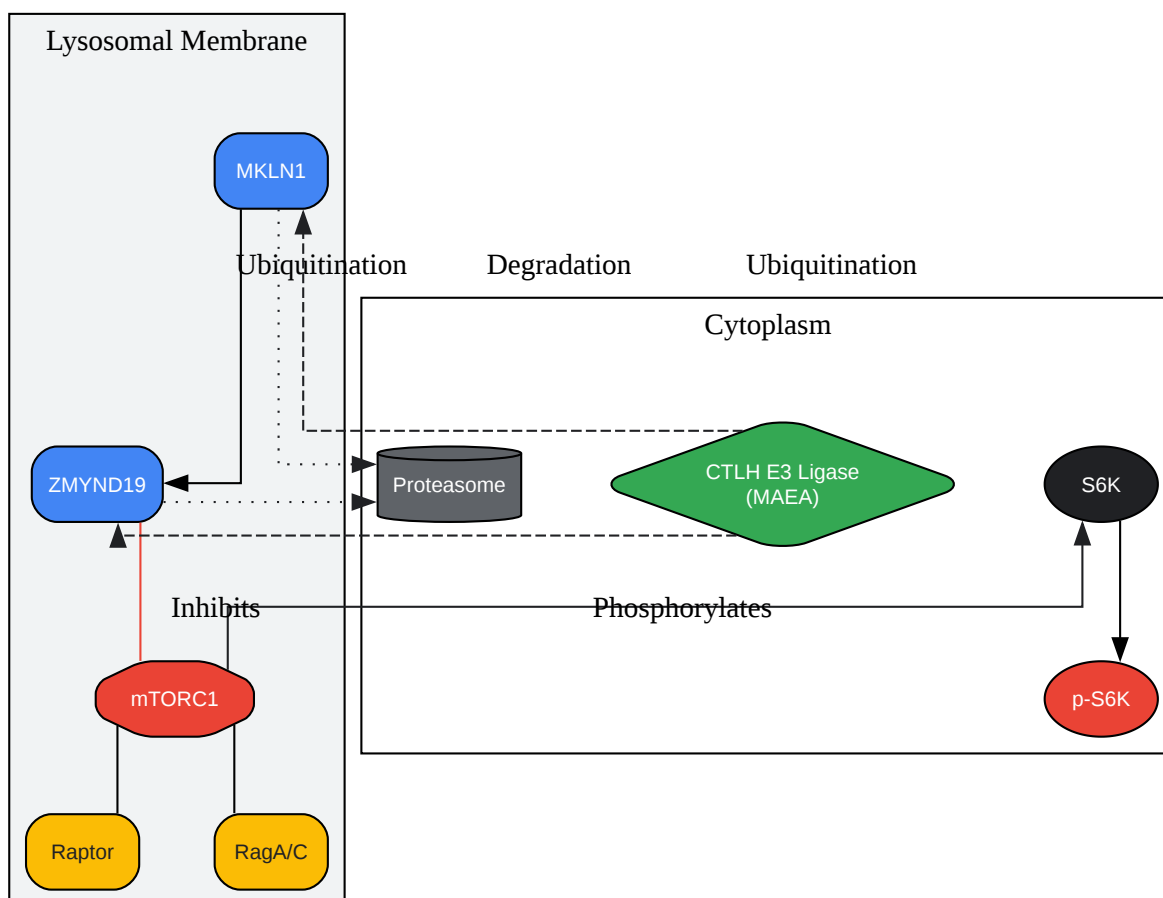 Lysosomal Membrane
MKLN1
Ubiquitination
Degradation
Ubiquitination
Cytoplasm
ZMYND19
Proteasome
CTLH E3 Ligase
(MAEA)
S6K
Inhibits
Phosphorylates
mTORC1
p-S6K
Raptor
RagA/C